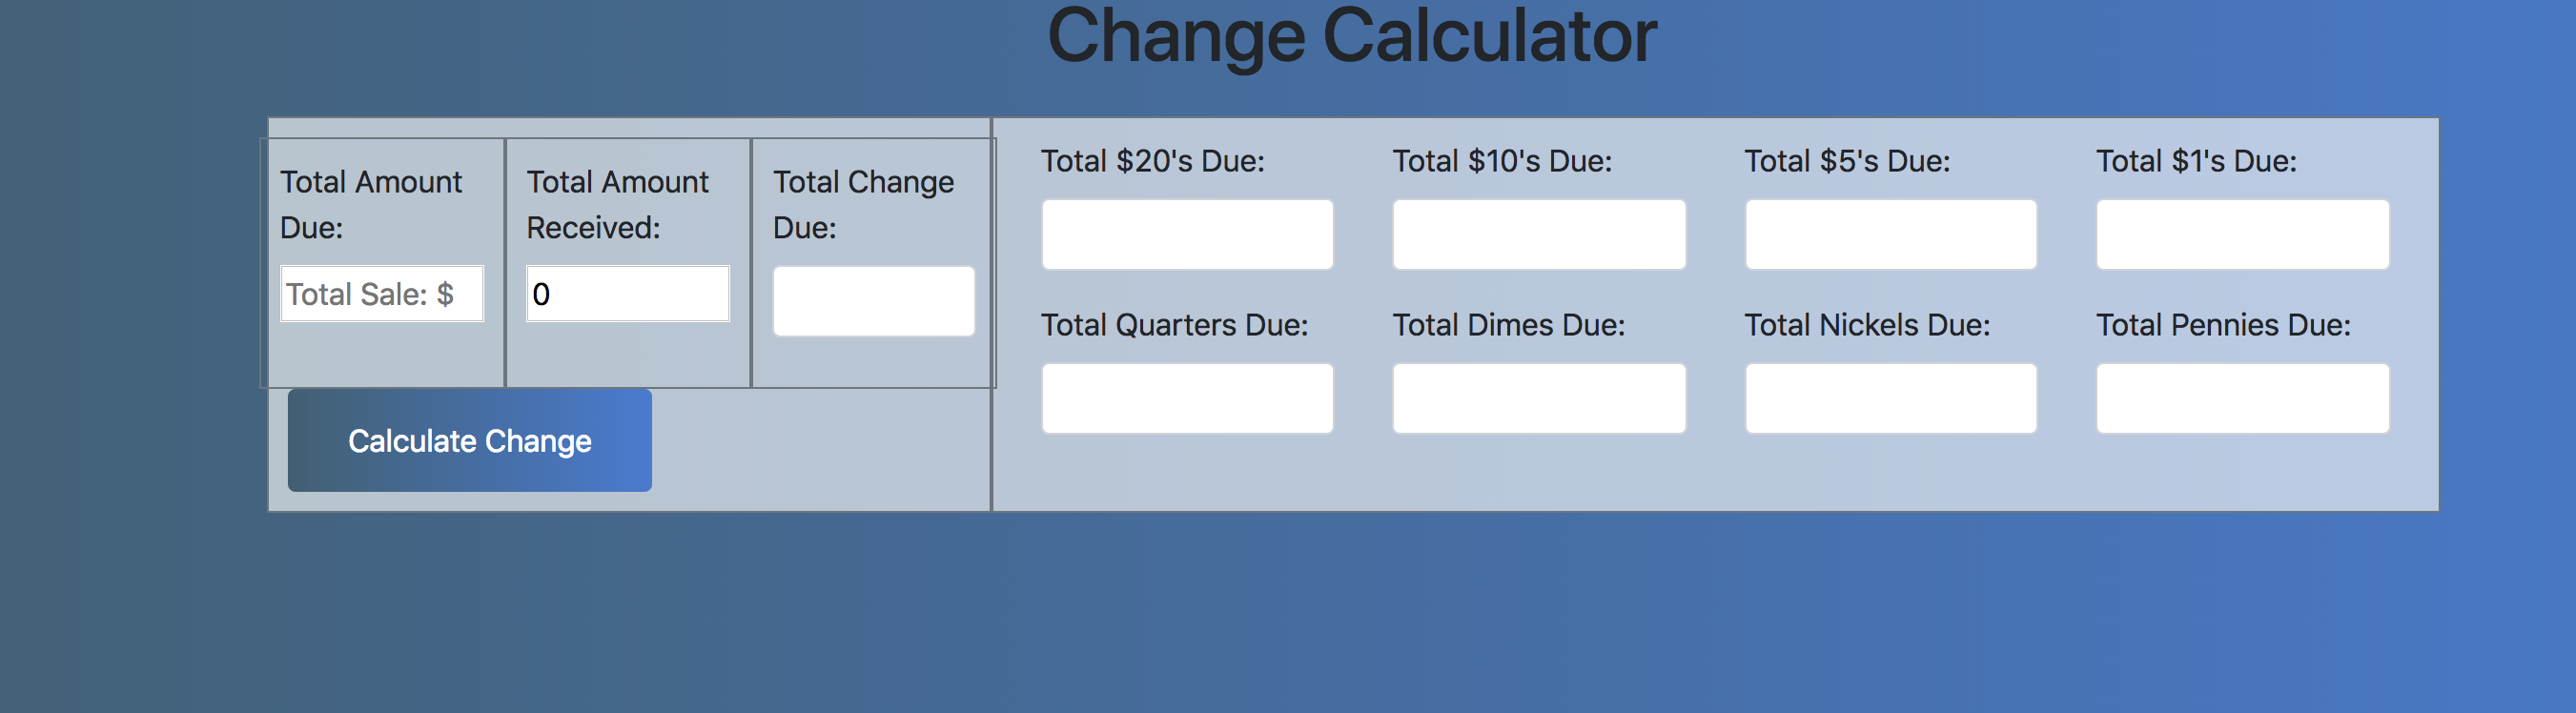 Change Calculator
Total Amount
Due:
Total Sale: $
Total Amount
Received:
0
Total Change
Due:
Calculate Change
Total $20's Due:
Total $10's Due:
Total $5's Due:
Total $1's Due:
Total Quarters Due:
Total Dimes Due:
Total Nickels Due:
Total Pennies Due: